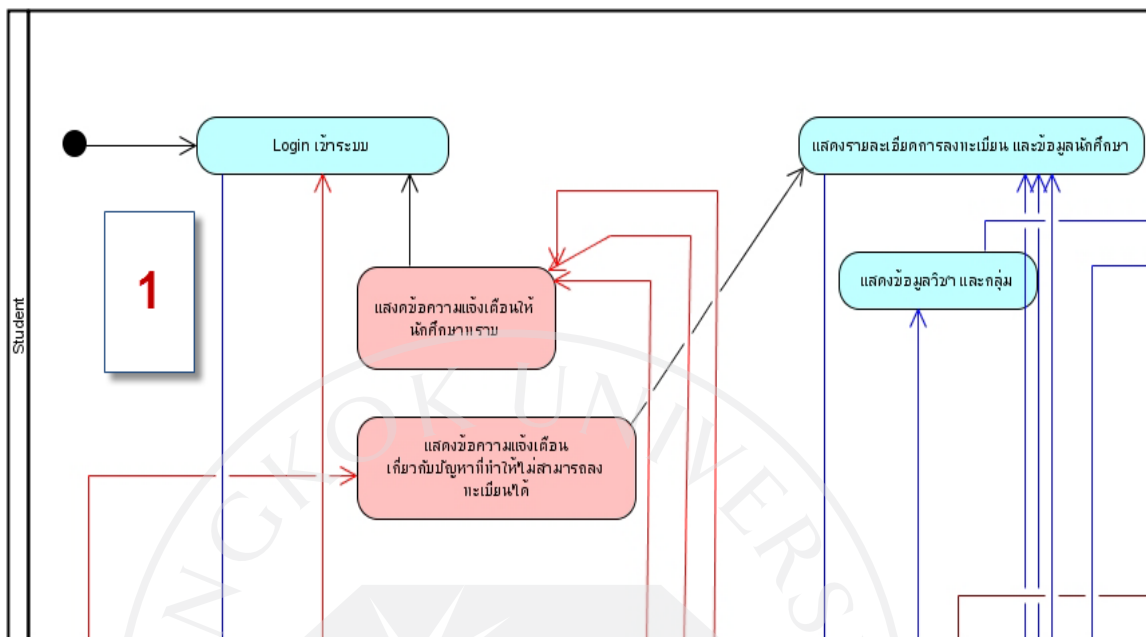 Login เข้าระบบ
แสดงรายละเอียดการลงทะเบียน และข้อมูลนักศึกษา
1
แสดงข้อมูลวิชา และกลุ่ม
แสงดข้อความแจ้งเตือนให้
นักศึกษาทราบ
Student
แสดงข้อความแจ้งเตือน
เกี่ยวกับปัญหาที่ทำให้ไม่สามารถลง
ทะเบียนได้
NGKOK UNIVERS